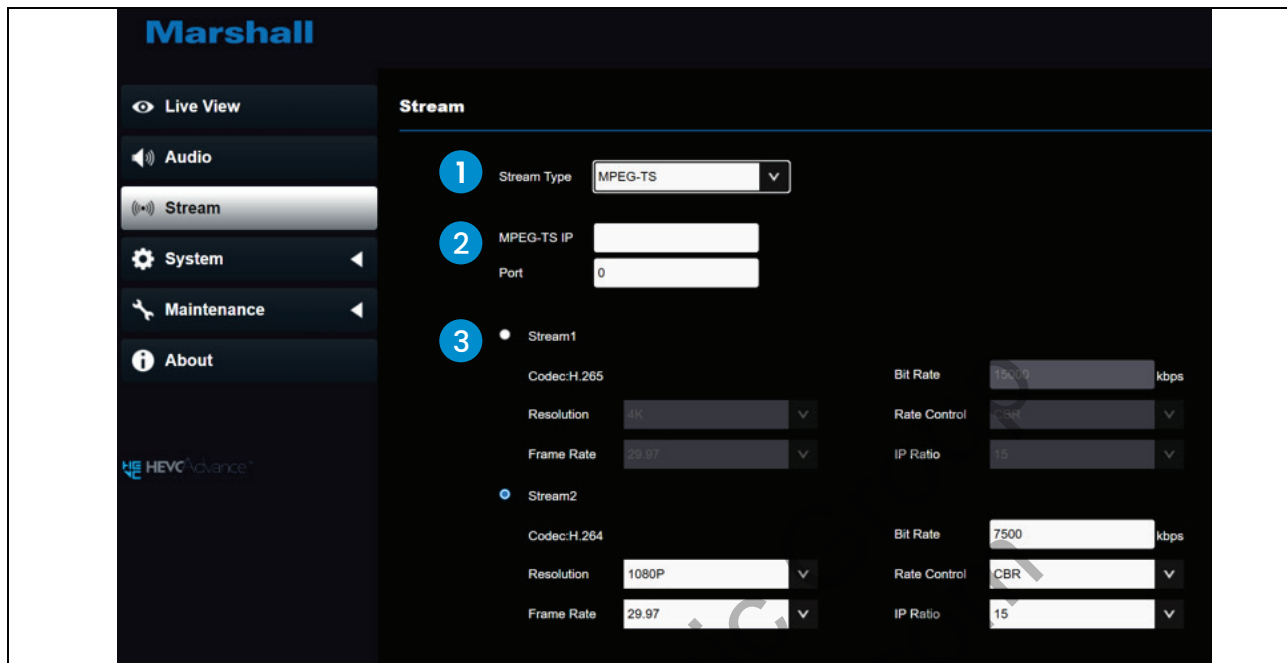 Marshall
Live View
Audio
Stream
System
Maintenance
About
HEVC Advance
Stream
1
Stream Type MPEG-TS
2
MPEG-TS IP
Port 0
3
Stream1
Codec:H.265 Bit Rate 15000 kbps
Resolution 4K Rate Control CBR
Frame Rate 29.97 IP Ratio 15
Stream2
Codec:H.264 Bit Rate 7500 kbps
Resolution 1080P Rate Control CBR
Frame Rate 29.97 IP Ratio 15